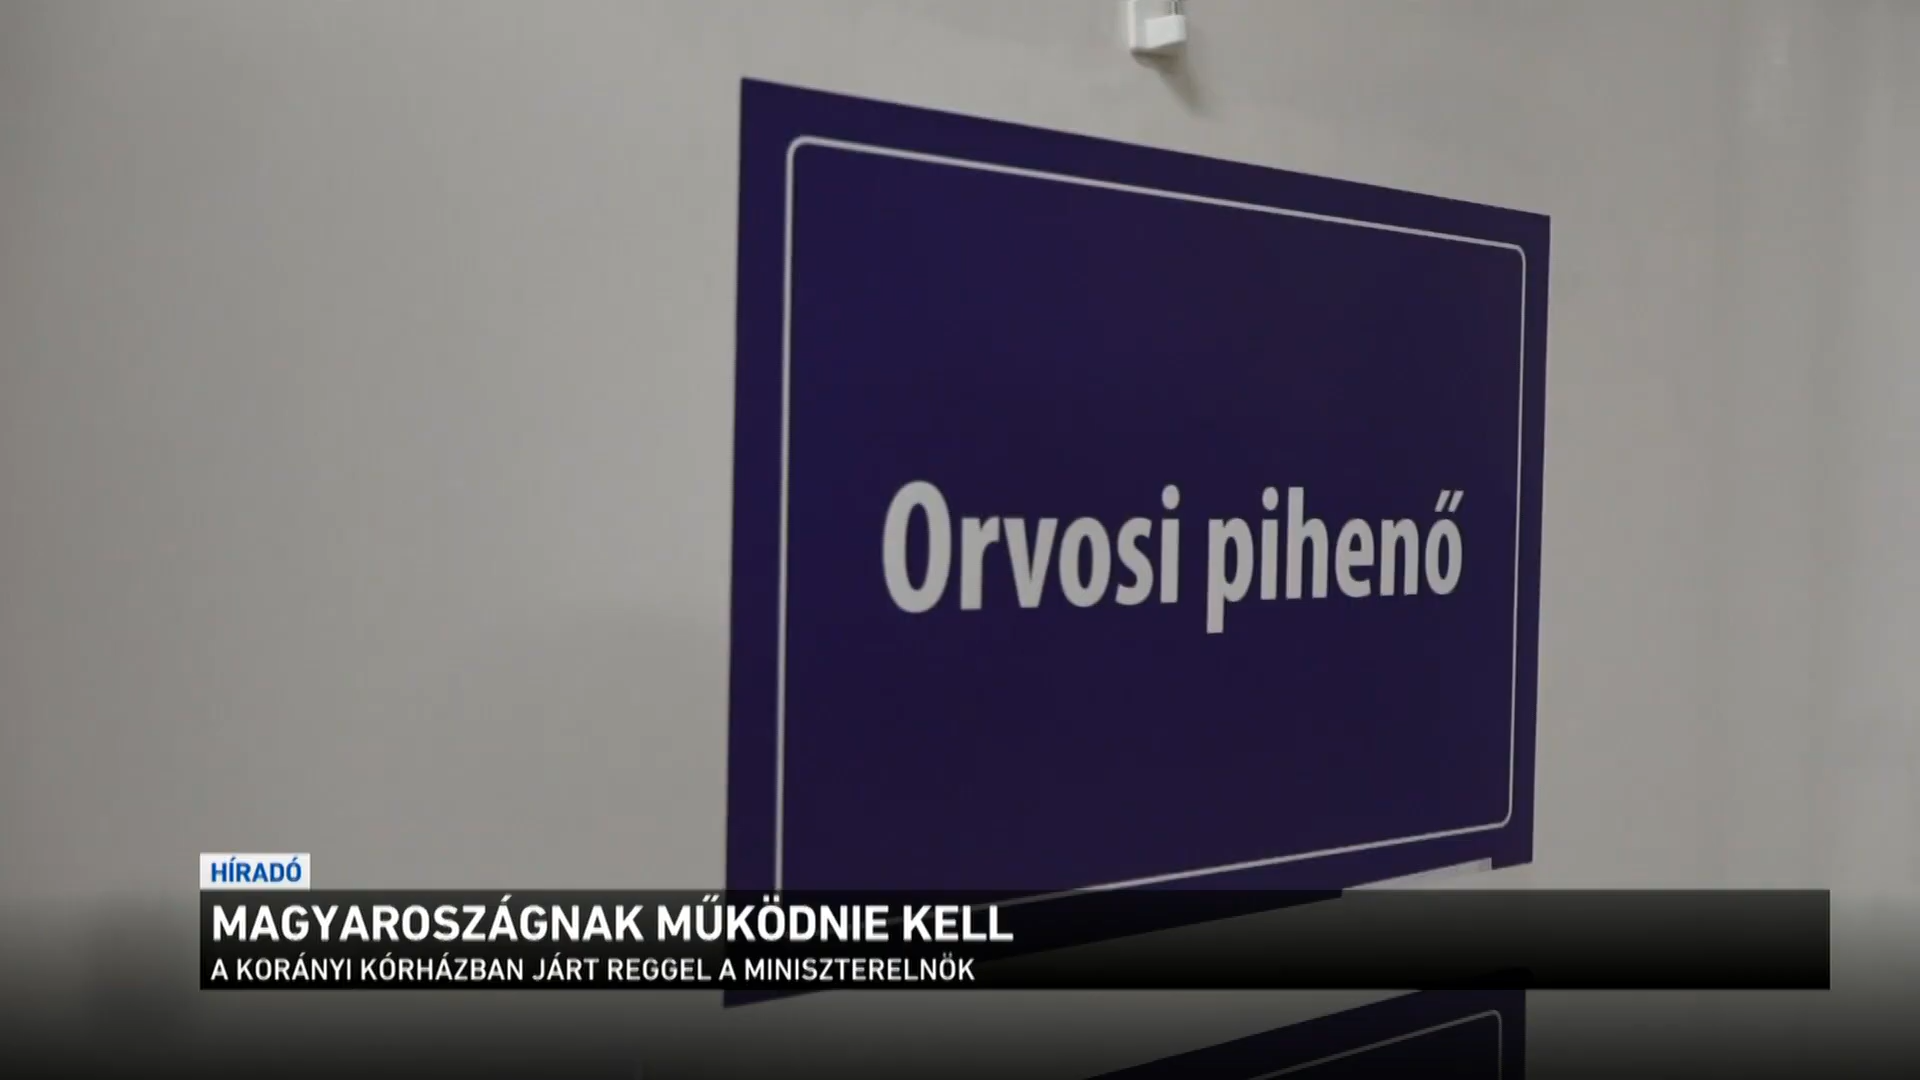 Orvosi pihenő
HÍRADÓ
MAGYAROSZÁGNAK MŰKÖDNIE KELL
A KORÁNYI KÓRHÁZBAN JÁRT REGGEL A MINISZTERELNÖK